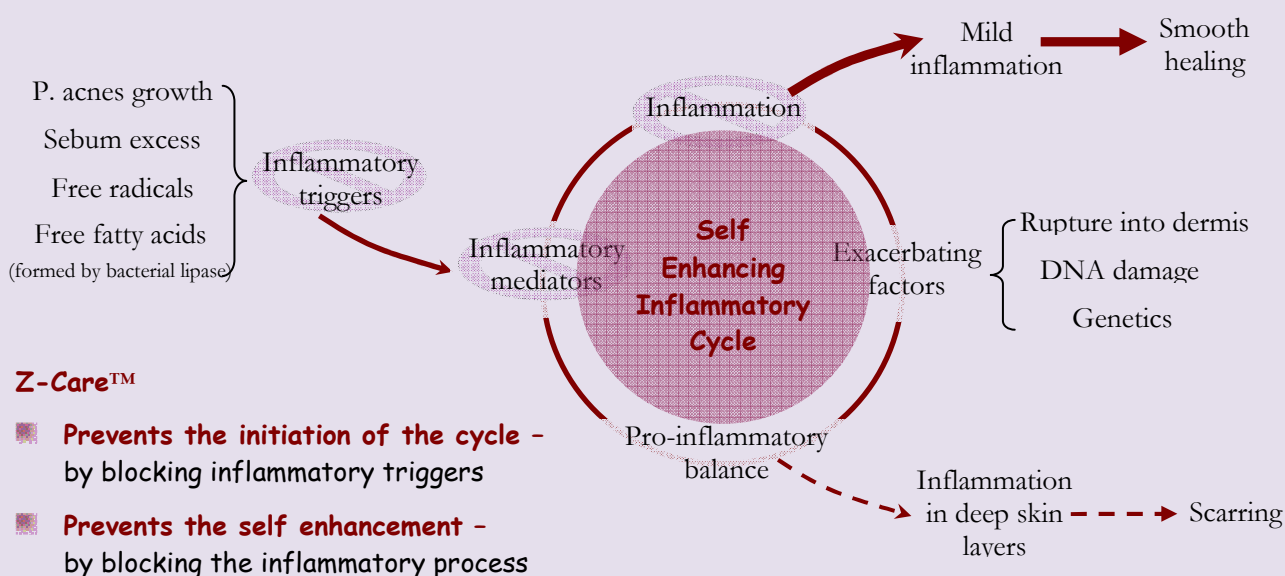 P. acnes growth
Sebum excess
Free radicals
Free fatty acids
(formed by bacterial lipase)
Inflammatory
triggers
Inflammatory
mediators
Inflammation
Mild
inflammation
Smooth
healing
Self
Enhancing
Inflammatory
Cycle
Exacerbating
factors
Rupture into dermis
DNA damage
Genetics
Pro-inflammatory
balance
Inflammation
in deep skin
layers
Scarring
Z-Care™
Prevents the initiation of the cycle –
by blocking inflammatory triggers
Prevents the self enhancement –
by blocking the inflammatory process